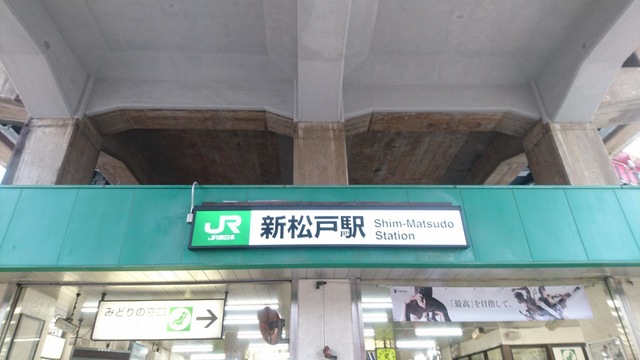 JR
JR東日本
新松戸駅
Shim-Matsudo
Station
みどりの窓口
「最高」を目指して。